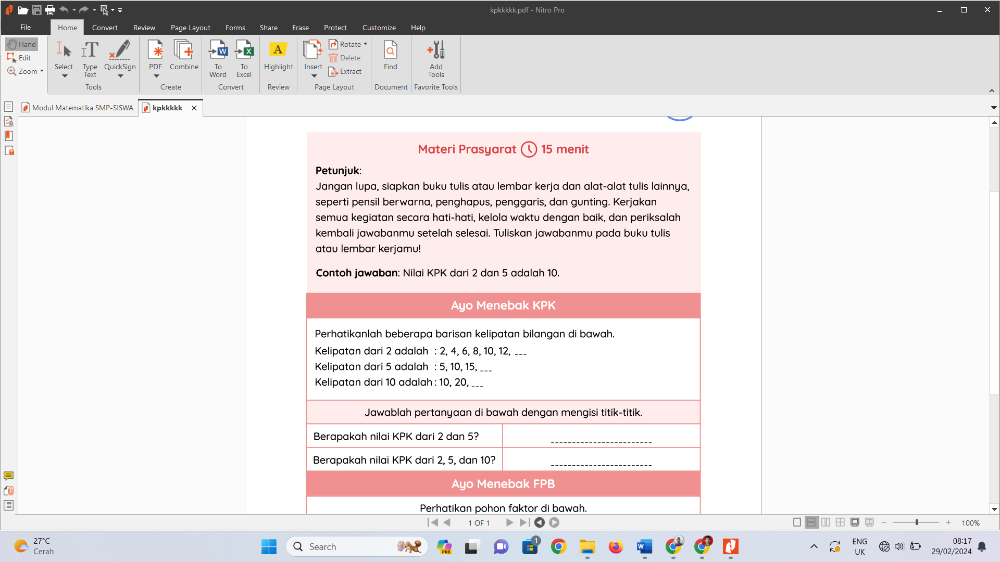 kpkkkkk.pdf - Nitro Pro
File Home Convert Review Page Layout Forms Share Erase Protect Customize Help
Hand
Edit
Zoom
Select
Type Text
QuickSign
Tools
PDF
Combine
Create
To Word
To Excel
Convert
Highlight
Review
Insert
Rotate
Delete
Extract
Page Layout
Find
Document
Add Tools
Favorite Tools
Modul Matematika SMP-SISWA
kpkkkkk
Materi Prasyarat 15 menit
Petunjuk:
Jangan lupa, siapkan buku tulis atau lembar kerja dan alat-alat tulis lainnya,
seperti pensil berwarna, penghapus, penggaris, dan gunting. Kerjakan
semua kegiatan secara hati-hati, kelola waktu dengan baik, dan periksalah
kembali jawabanmu setelah selesai. Tuliskan jawabanmu pada buku tulis
atau lembar kerjamu!
Contoh jawaban: Nilai KPK dari 2 dan 5 adalah 10.
Ayo Menebak KPK
Perhatikanlah beberapa barisan kelipatan bilangan di bawah.
Kelipatan dari 2 adalah : 2, 4, 6, 8, 10, 12, ___
Kelipatan dari 5 adalah : 5, 10, 15, ___
Kelipatan dari 10 adalah : 10, 20, ___
Jawablah pertanyaan di bawah dengan mengisi titik-titik.
Berapakah nilai KPK dari 2 dan 5? ________________________
Berapakah nilai KPK dari 2, 5, dan 10? ________________________
Ayo Menebak FPB
Perhatikan pohon faktor di bawah.
1 OF 1
100%
27°C
Cerah
Search
PRE
1
ENG
UK
08:17
29/02/2024